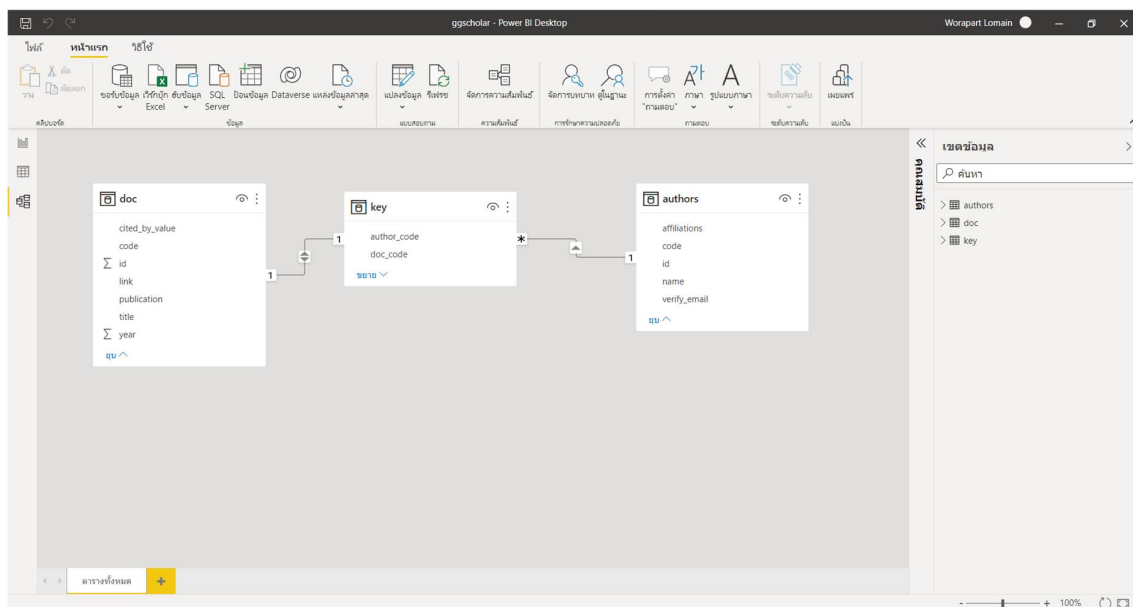 ggscholar - Power BI Desktop
Worapart Lomain
ไฟล์ หน้าแรก วิธีใช้
วาง
ตัด
คัดลอก
คลิปบอร์ด
ขอรับข้อมูล
เวิร์กบุ๊ก Excel
ฮับข้อมูล
SQL Server
ป้อนข้อมูล
Dataverse
แหล่งข้อมูลล่าสุด
ข้อมูล
แปลงข้อมูล
รีเฟรช
แบบสอบถาม
จัดการความสัมพันธ์
ความสัมพันธ์
จัดการบทบาท
ดูในฐานะ
การรักษาความปลอดภัย
การตั้งค่า "ถามตอบ"
ภาษา
รูปแบบภาษา
ถามตอบ
ระดับความลับ
ระดับความลับ
เผยแพร่
แบ่งปัน
doc
cited_by_value
code
Σ id
link
publication
title
Σ year
ยุบ
1
1
key
author_code
doc_code
ขยาย
*
1
authors
affiliations
code
id
name
verify_email
ยุบ
คุณสมบัติ
เขตข้อมูล
ค้นหา
authors
doc
key
ตารางทั้งหมด
+
- + 100%